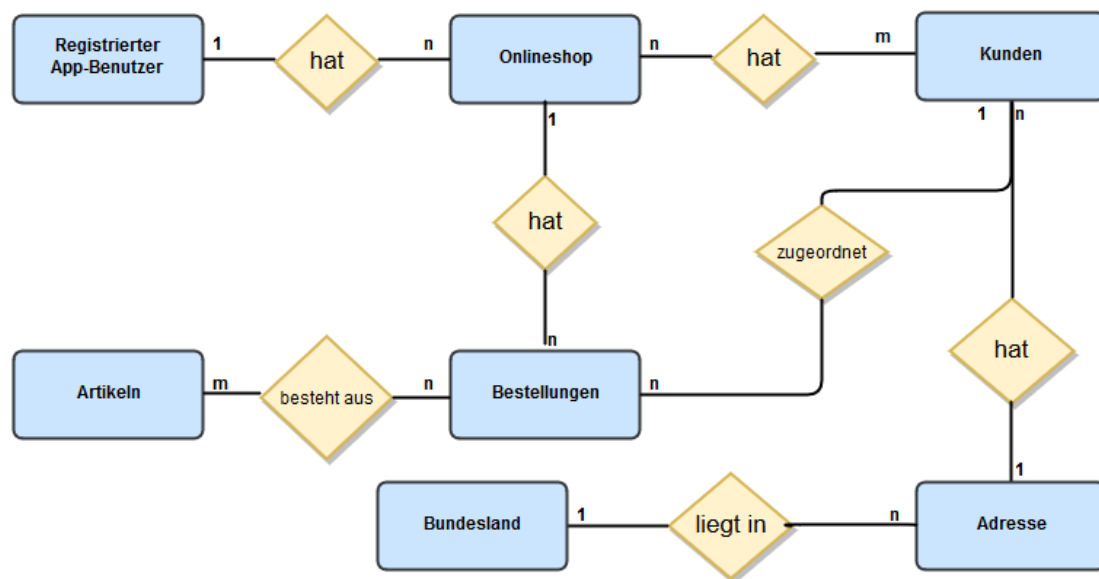 Registrierter
App-Benutzer
1
hat
n
Onlineshop
n
hat
m
Kunden
1
1
n
hat
zugeordnet
n
hat
Artikeln
m
besteht aus
n
Bestellungen
n
1
Bundesland
1
liegt in
n
Adresse